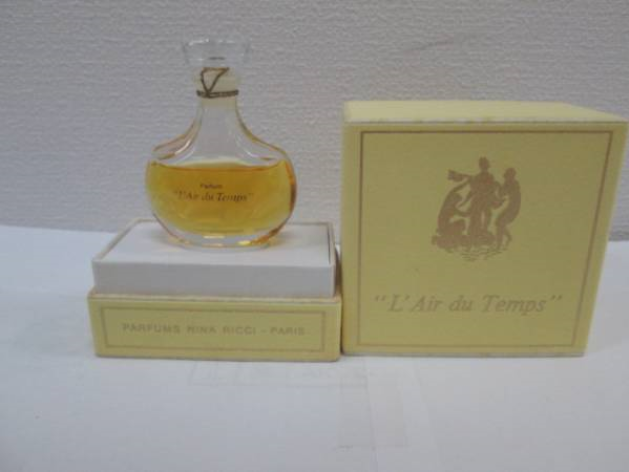 Parfum
"L'Air du Temps"
PARFUMS NINA RICCI - PARIS
"L'Air du Temps"